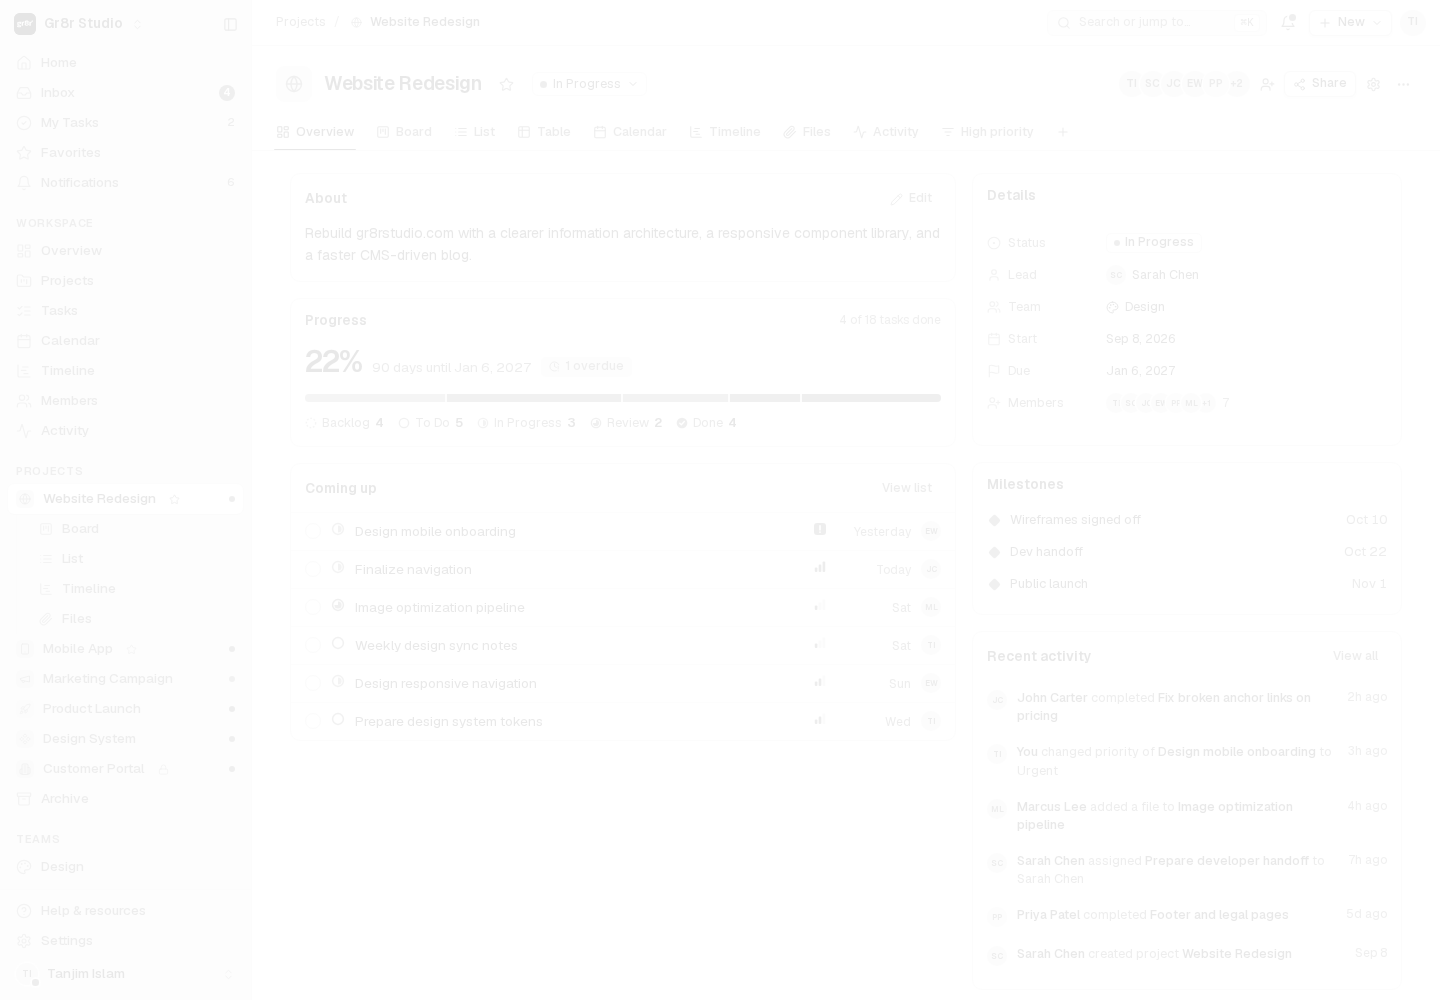 gr8r Gr8r Studio
Home
Inbox 4
My Tasks 2
Favorites
Notifications 6
WORKSPACE
Overview
Projects
Tasks
Calendar
Timeline
Members
Activity
PROJECTS
Website Redesign
Board
List
Timeline
Files
Mobile App
Marketing Campaign
Product Launch
Design System
Customer Portal
Archive
TEAMS
Design
Help & resources
Settings
TI Tanjim Islam
Projects / Website Redesign
Search or jump to... ⌘K
New
TI
Website Redesign
In Progress
TI SC JC EW PP +2
Share
Overview Board List Table Calendar Timeline Files Activity High priority
About
Edit
Rebuild gr8rstudio.com with a clearer information architecture, a responsive component library, and
a faster CMS-driven blog.
Progress
4 of 18 tasks done
22% 90 days until Jan 6, 2027 1 overdue
Backlog 4 To Do 5 In Progress 3 Review 2 Done 4
Coming up
View list
Design mobile onboarding Yesterday EW
Finalize navigation Today JC
Image optimization pipeline Sat ML
Weekly design sync notes Sat TI
Design responsive navigation Sun EW
Prepare design system tokens Wed TI
Details
Status In Progress
Lead SC Sarah Chen
Team Design
Start Sep 8, 2026
Due Jan 6, 2027
Members 7
Milestones
Wireframes signed off Oct 10
Dev handoff Oct 22
Public launch Nov 1
Recent activity
View all
JC John Carter completed Fix broken anchor links on 2h ago
pricing
TI You changed priority of Design mobile onboarding to 3h ago
Urgent
ML Marcus Lee added a file to Image optimization 4h ago
pipeline
SC Sarah Chen assigned Prepare developer handoff to 7h ago
Sarah Chen
PP Priya Patel completed Footer and legal pages 5d ago
SC Sarah Chen created project Website Redesign Sep 8